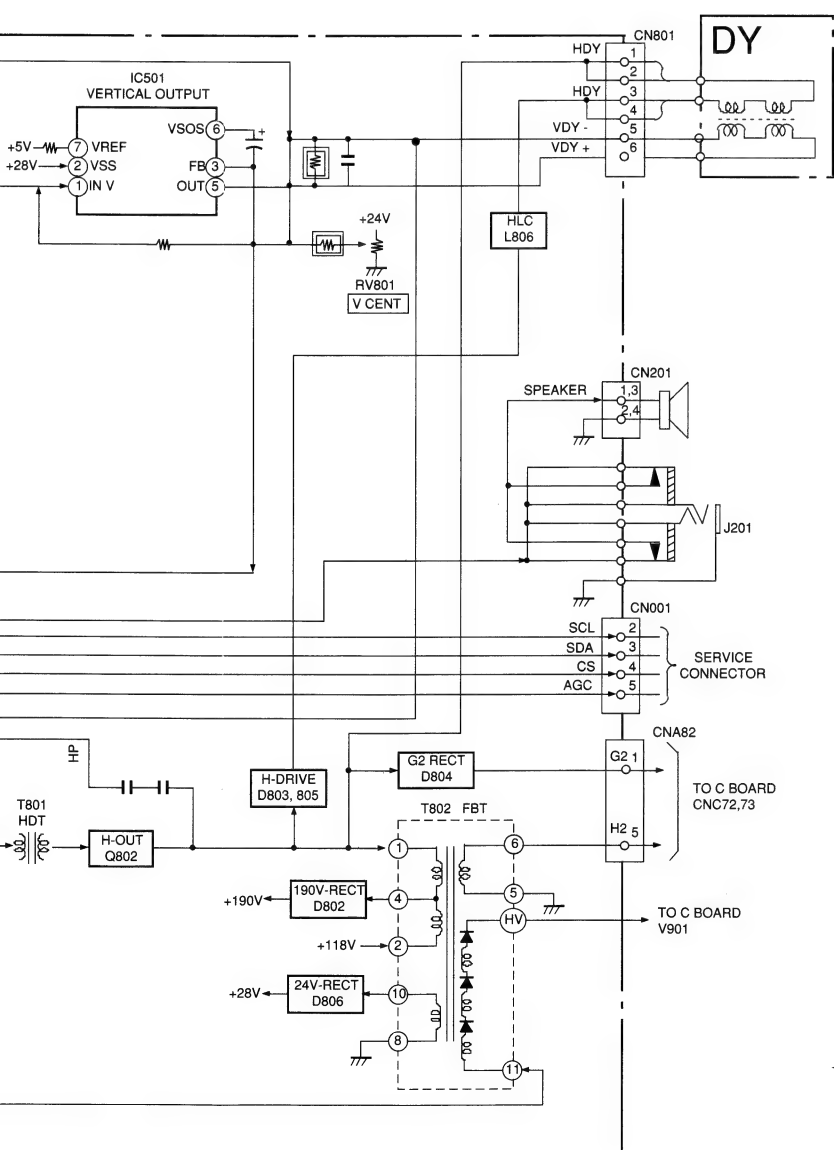 CN801
DY
HDY
1
2
HDY
3
4
VDY -
5
VDY +
6
IC501
VERTICAL OUTPUT
VSOS 6
+
+5V
7 VREF
+28V
2 VSS
FB 3
1 IN V
OUT 5
+24V
RV801
V CENT
HLC
L806
CN201
SPEAKER
1,3
2,4
J201
CN001
SCL
2
SDA
3
CS
4
AGC
5
SERVICE
CONNECTOR
CNA82
G2 1
H2 5
TO C BOARD
CNC72,73
HP
G2 RECT
D804
H-DRIVE
D803, 805
T801
HDT
H-OUT
Q802
T802 FBT
1
6
+190V
190V-RECT
D802
4
5
HV
TO C BOARD
V901
+118V
2
+28V
24V-RECT
D806
10
8
11